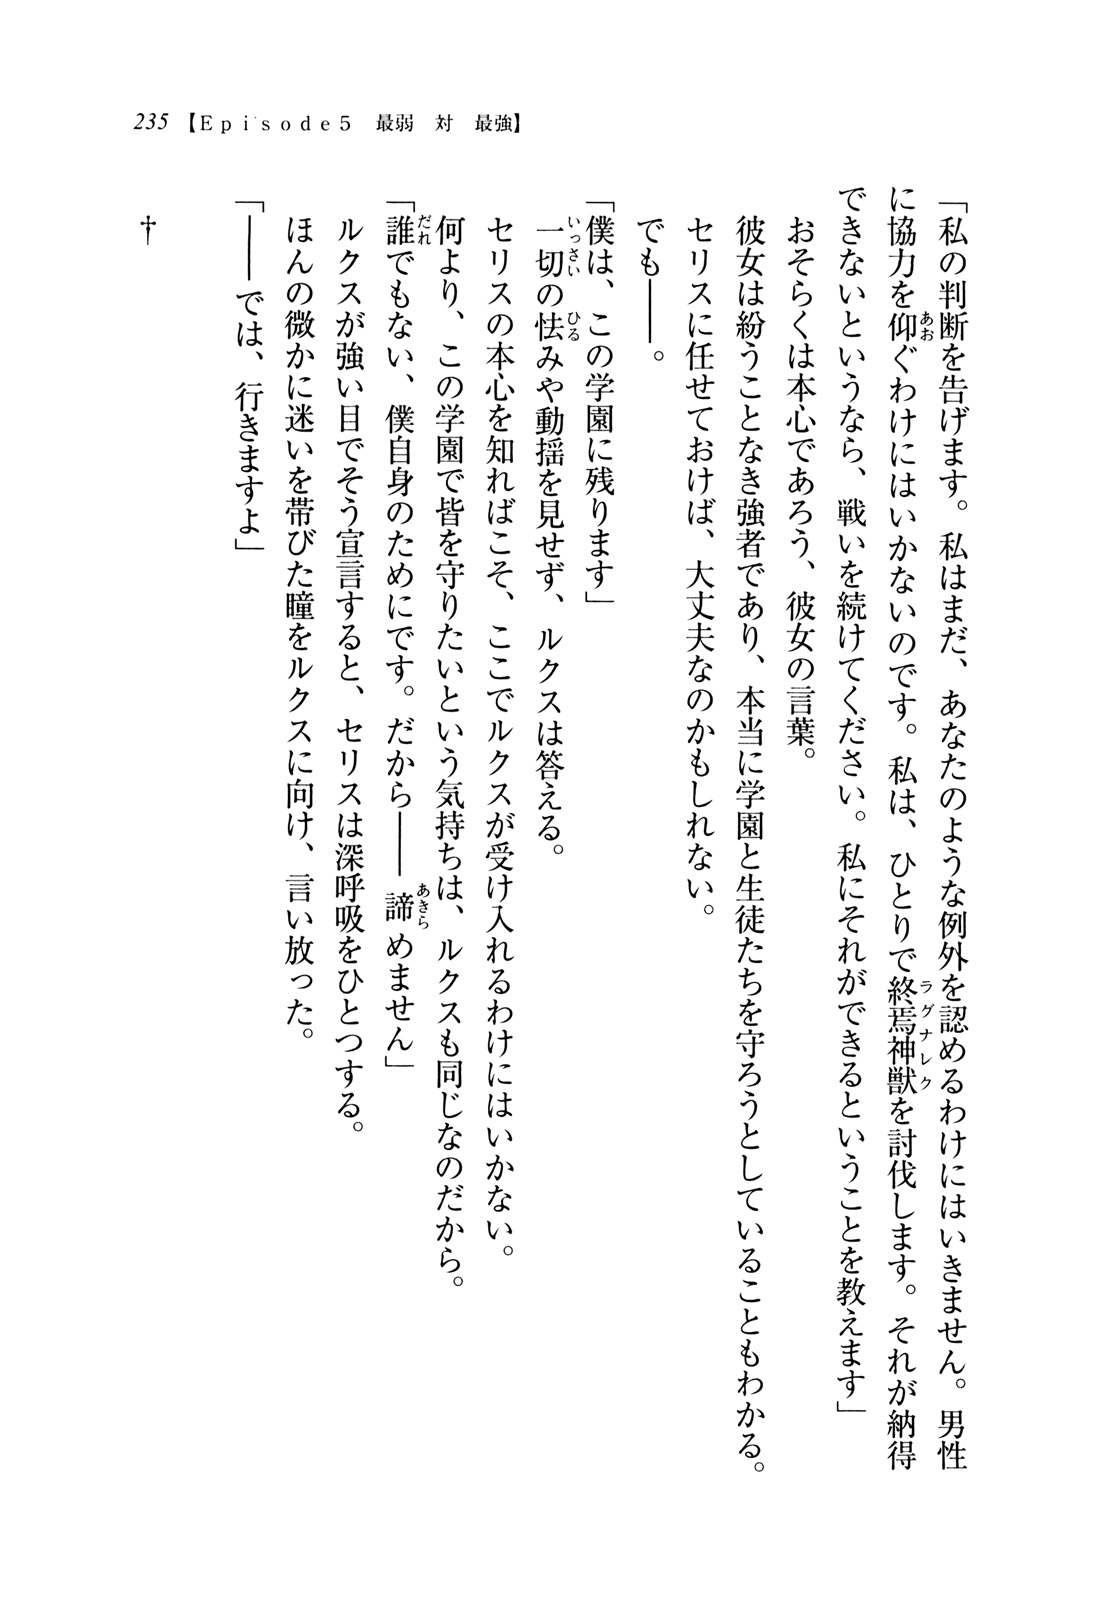 235 【Episode5 最弱 対 最強】
「私の判断を告げます。私はまだ、あなたのような例外を認めるわけにはいきません。男性
に協力を仰ぐわけにはいかないのです。私は、ひとりで終焉神獣を討伐します。それが納得
できないというなら、戦いを続けてください。私にそれができるということを教えます」
おそらくは本心であろう、彼女の言葉。
彼女は紛うことなき強者であり、本当に学園と生徒たちを守ろうとしていることもわかる。
セリスに任せておけば、大丈夫なのかもしれない。
でも――。
「僕は、この学園に残ります」
一切の怯みや動揺を見せず、ルクスは答える。
セリスの本心を知ればこそ、ここでルクスが受け入れるわけにはいかない。
何より、この学園で皆を守りたいという気持ちは、ルクスも同じなのだから。
「誰でもない、僕自身のためにです。だから――諦めません」
ルクスが強い目でそう宣言すると、セリスは深呼吸をひとつする。
ほんの微かに迷いを帯びた瞳をルクスに向け、言い放った。
「――では、行きますよ」
†
あお
ラグナレク
いっさい
ひる
だれ
あきら